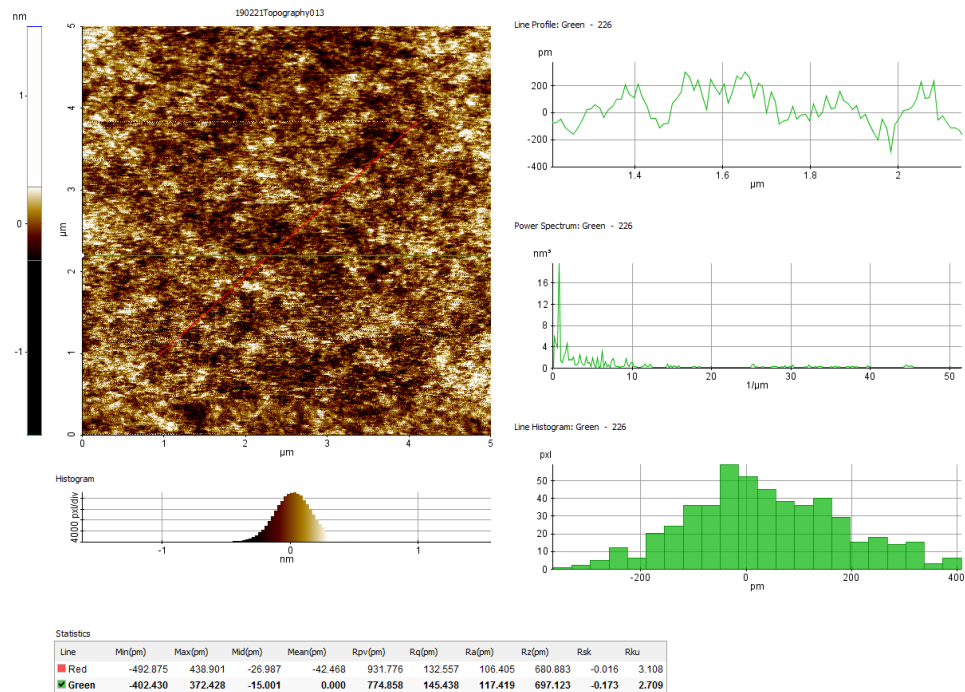 nm
190221Topography013
1
0
-1
μm
5
4
3
2
1
0
0 1 2 3 4 5
μm
Line Profile: Green - 226
pm
200
0
-200
-400
1.4 1.6 1.8 2
μm
Power Spectrum: Green - 226
nm³
16
12
8
4
0
0 10 20 30 40 50
1/μm
Line Histogram: Green - 226
pxl
50
40
30
20
10
0
-200 0 200 400
pm
Histogram
4000 pxl/div
-1 0 1
nm
Statistics
Line Min(pm) Max(pm) Mid(pm) Mean(pm) Rpv(pm) Rq(pm) Ra(pm) Rz(pm) Rsk Rku
Red -492.875 438.901 -26.987 -42.468 931.776 132.557 106.405 680.883 -0.016 3.108
Green -402.430 372.428 -15.001 0.000 774.858 145.438 117.419 697.123 -0.173 2.709